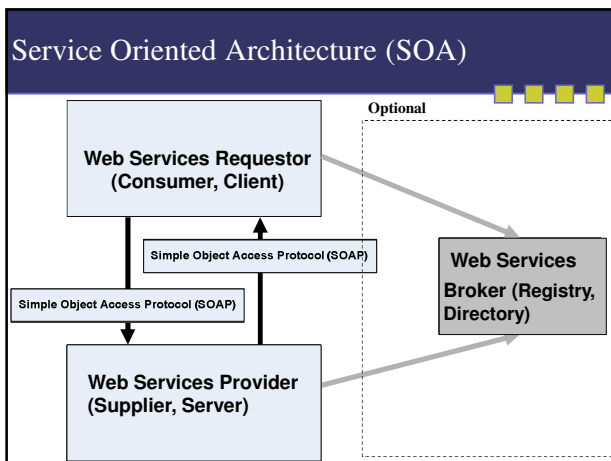 Service Oriented Architecture (SOA)
Optional
Web Services Requestor
(Consumer, Client)
Simple Object Access Protocol (SOAP)
Web Services
Broker (Registry,
Directory)
Simple Object Access Protocol (SOAP)
Web Services Provider
(Supplier, Server)